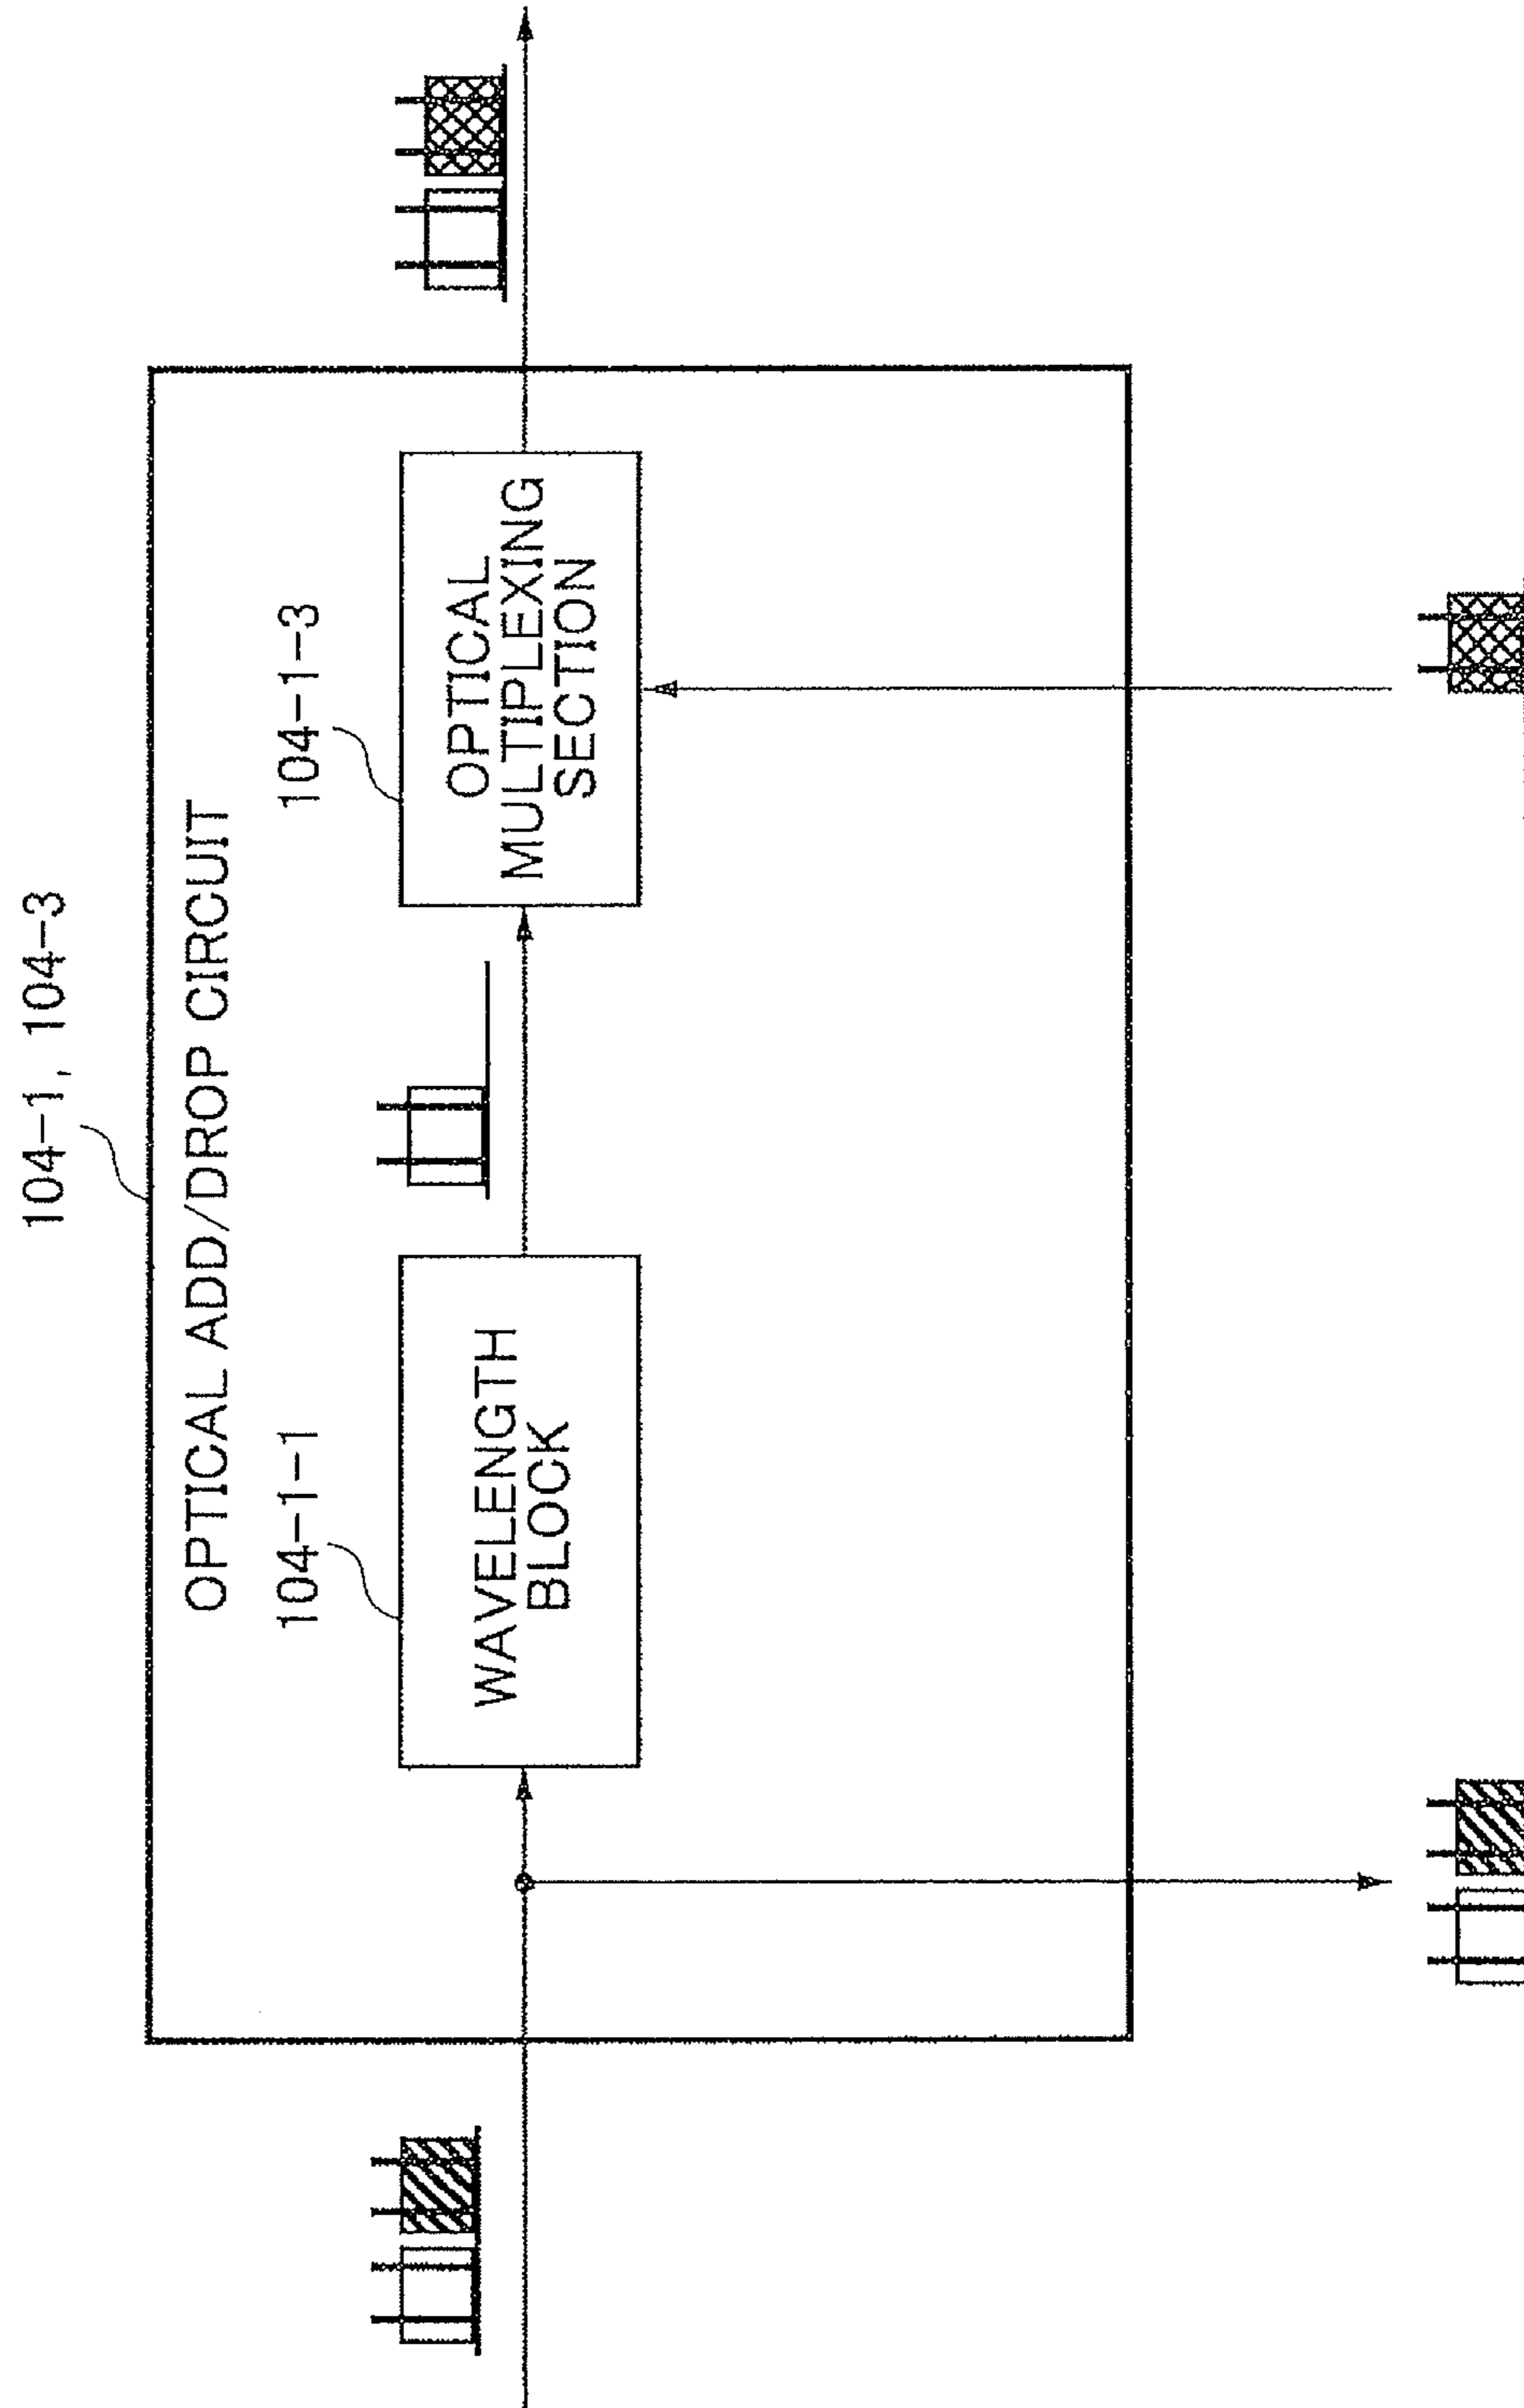 104-1, 104-3
OPTICAL ADD/DROP CIRCUIT
104-1-1
WAVELENGTH
BLOCK
104-1-3
OPTICAL
MULTIPLEXING
SECTION